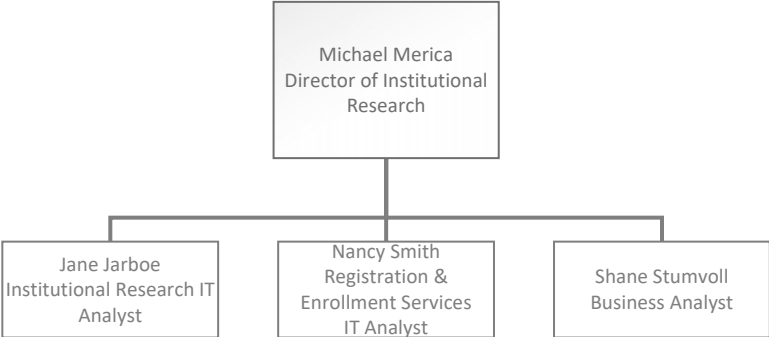 Michael Merica
Director of Institutional
Research
Jane Jarboe
Institutional Research IT
Analyst
Nancy Smith
Registration &
Enrollment Services
IT Analyst
Shane Stumvoll
Business Analyst